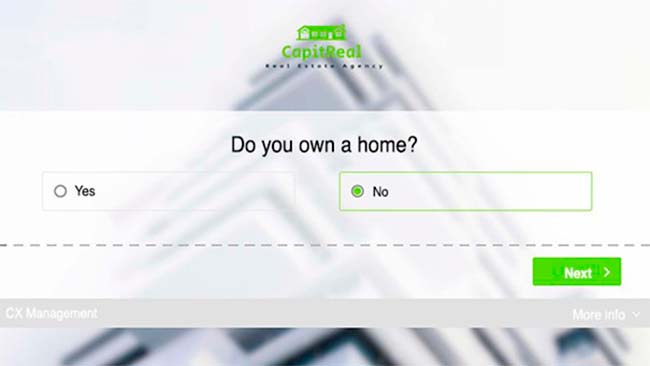 CapitReal
Real Estate Agency
Do you own a home?
Yes
No
Next
CX Management
More info